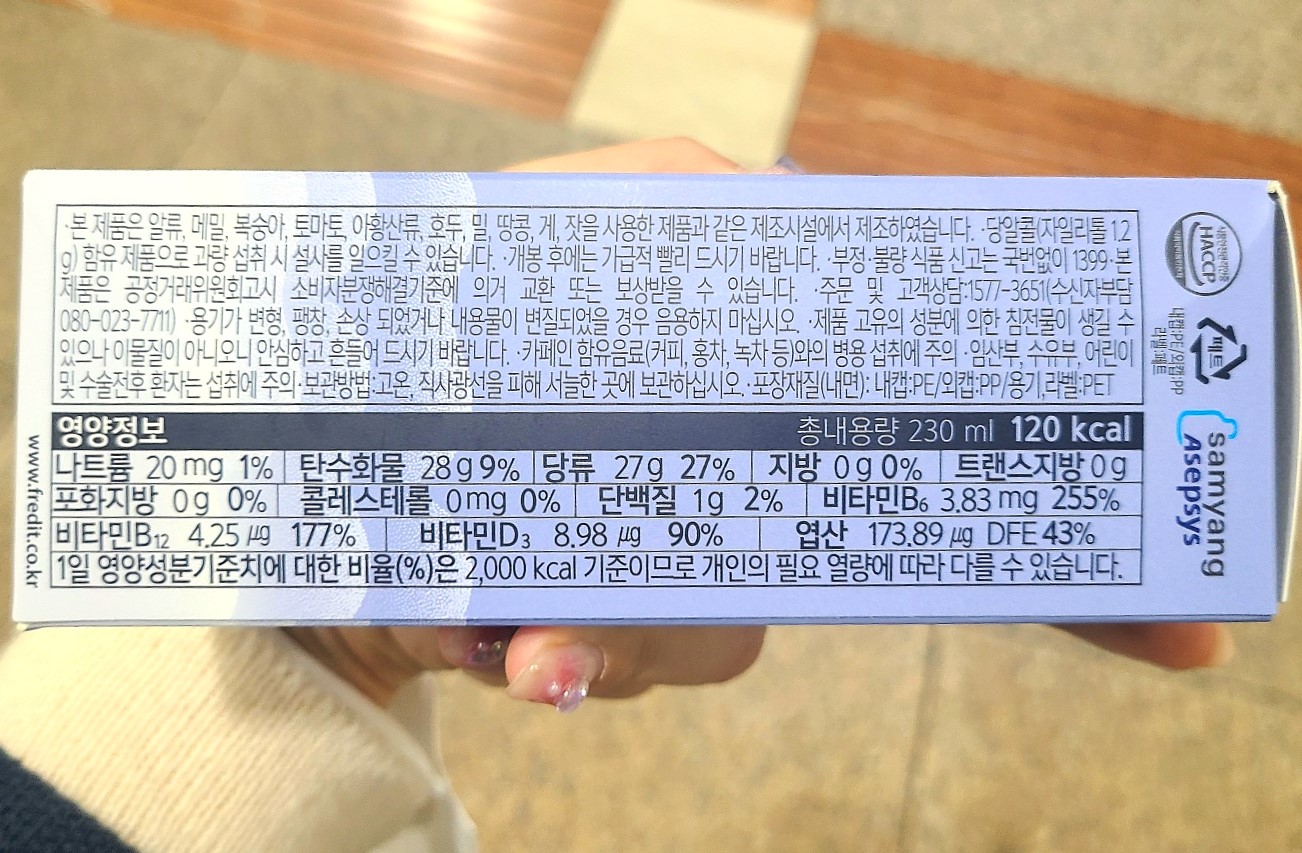 ·본 제품은 알류, 메밀, 복숭아, 토마토, 아황산류, 호두, 밀, 땅콩, 게, 잣을 사용한 제품과 같은 제조시설에서 제조하였습니다. ·당알콜(자일리톨 1.2
g) 함유 제품으로 과량 섭취 시 설사를 일으킬 수 있습니다. ·개봉 후에는 가급적 빨리 드시기 바랍니다. ·부정·불량 식품 신고는 국번없이 1399·본
제품은 공정거래위원회고시 소비자분쟁해결기준에 의거 교환 또는 보상받을 수 있습니다. ·주문 및 고객상담:1577-3651(수신자부담
080-023-7711) ·용기가 변형, 팽창, 손상 되었거나 내용물이 변질되었을 경우 음용하지 마십시오. ·제품 고유의 성분에 의한 침전물이 생길 수
있으나 이물질이 아니오니 안심하고 흔들어 드시기 바랍니다. ·카페인 함유음료(커피, 홍차, 녹차 등)와의 병용 섭취에 주의 ·임산부, 수유부, 어린이
및 수술전후 환자는 섭취에 주의·보관방법:고온, 직사광선을 피해 서늘한 곳에 보관하십시오.·포장재질(내면): 내캡:PE/외캡:PP/용기,라벨:PET
영양정보 총내용량 230 ml 120 kcal
나트륨 20 mg 1% 탄수화물 28 g 9% 당류 27 g 27% 지방 0 g 0% 트랜스지방 0 g
포화지방 0 g 0% 콜레스테롤 0 mg 0% 단백질 1 g 2% 비타민B6 3.83 mg 255%
비타민B12 4.25 μg 177% 비타민D3 8.98 μg 90% 엽산 173.89 μg DFE 43%
1일 영양성분기준치에 대한 비율(%)은 2,000 kcal 기준이므로 개인의 필요 열량에 따라 다를 수 있습니다.
www.fredit.co.kr
HACCP
페트
내캡:PE 외캡:PP
samyang
Asepsys